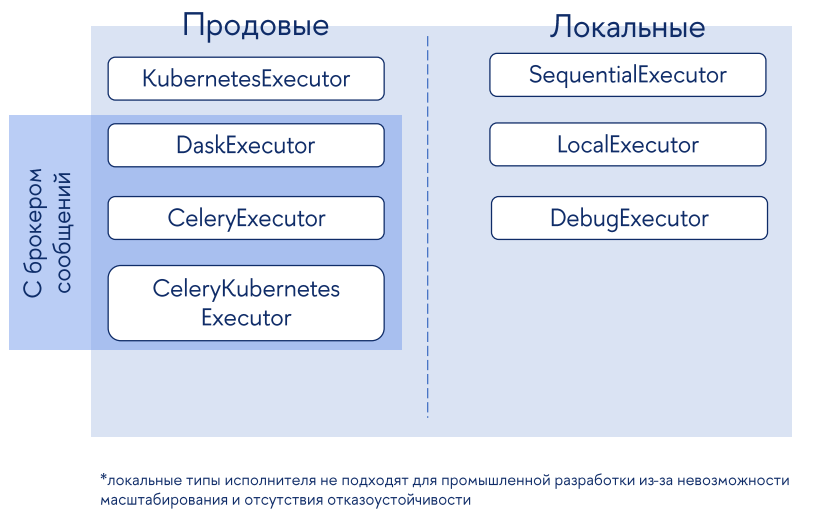 Продовые
Локальные
KubernetesExecutor
DaskExecutor
CeleryExecutor
CeleryKubernetes
Executor
С брокером
сообщений
SequentialExecutor
LocalExecutor
DebugExecutor
*локальные типы исполнителя не подходят для промышленной разработки из-за невозможности
масштабирования и отсутствия отказоустойчивости